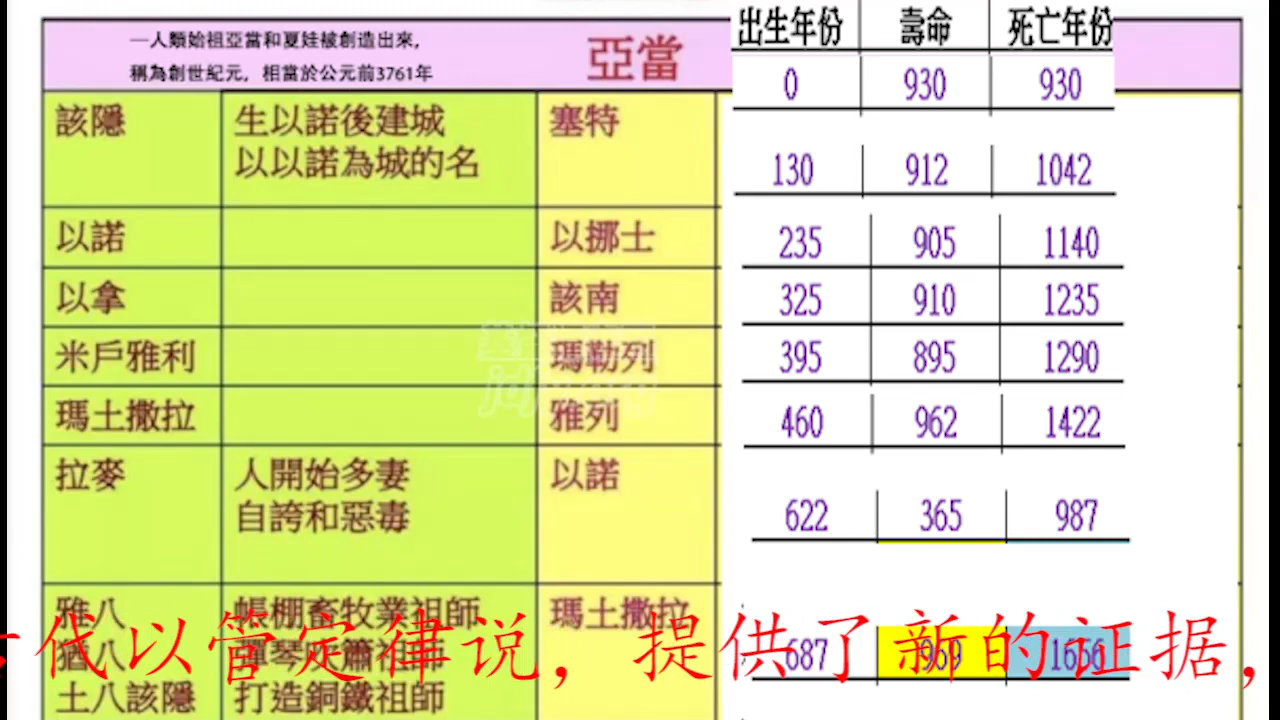 出生年份 壽命 死亡年份
—人類始祖亞當和夏娃被創造出來，
稱為創世紀元，相當於公元前3761年
亞當 0 930 930
該隱 生以諾後建城 塞特
以以諾為城的名
130 912 1042
以諾 以挪士 235 905 1140
以拿 該南 325 910 1235
米戶雅利 瑪勒列 395 895 1290
瑪土撒拉 雅列 460 962 1422
拉麥 人開始多妻 以諾
自誇和惡毒
622 365 987
雅八 帳棚畜牧業祖師 瑪土撒拉
代以管定律说，提供了新的证据，
猶八 687 969 1656
土八該隱 打造銅鐵祖師